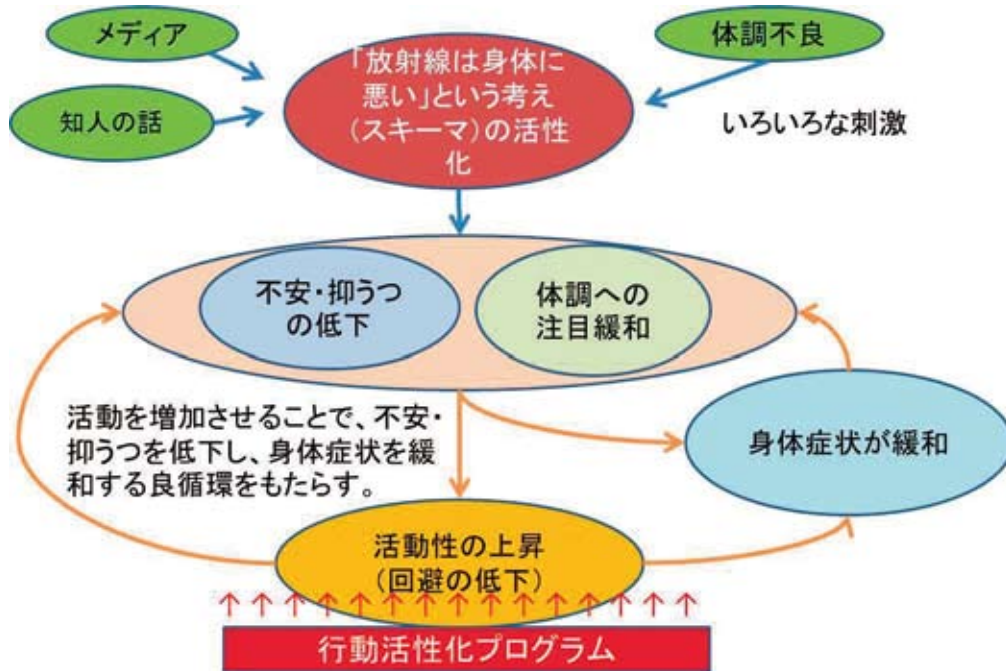 メディア
体調不良
「放射線は身体に
悪い」という考え
(スキーマ)の活性
化
知人の話
いろいろな刺激
不安・抑うつ
の低下
体調への
注目緩和
活動を増加させることで、不安・
抑うつを低下し、身体症状を緩
和する良循環をもたらす。
身体症状が緩和
活動性の上昇
(回避の低下)
行動活性化プログラム